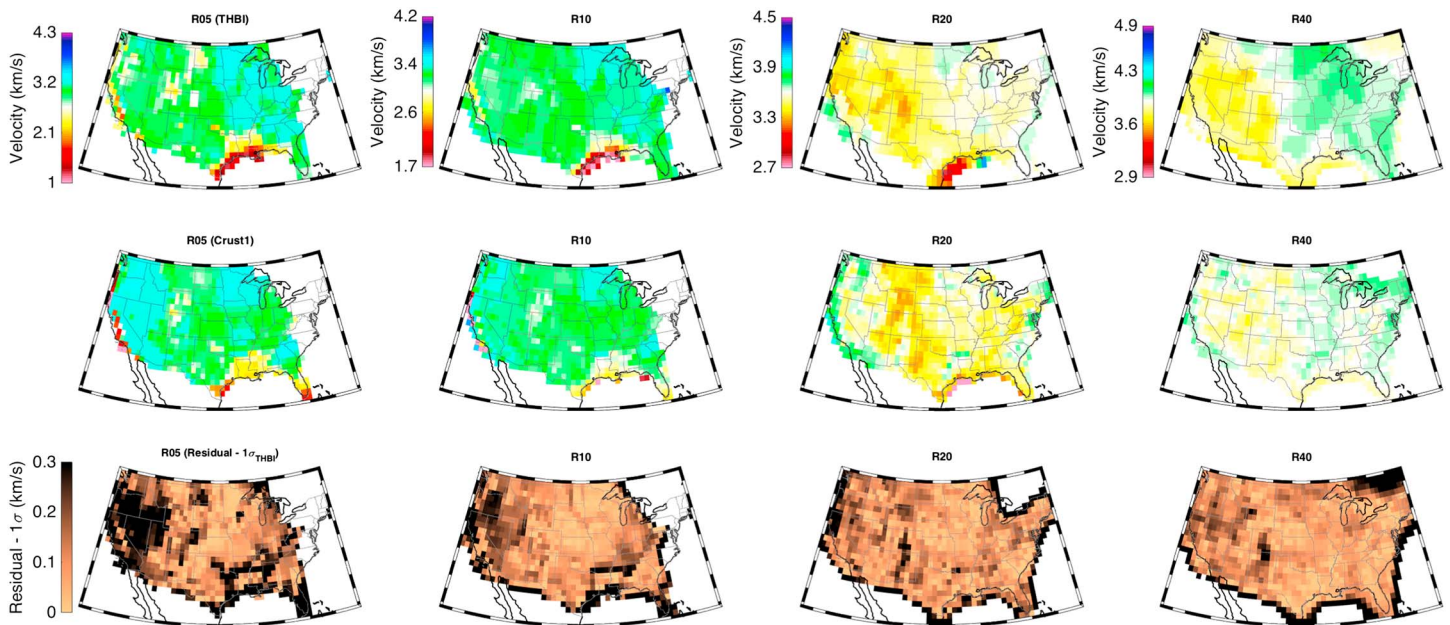 R05 (THBI)
R10
R20
R40
Velocity (km/s)
4.3
3.2
2.1
1
Velocity (km/s)
4.2
3.4
2.6
1.7
Velocity (km/s)
4.5
3.9
3.3
2.7
Velocity (km/s)
4.9
4.3
3.6
2.9
R05 (Crust1)
R10
R20
R40
R05 (Residual - 1σTHBI)
R10
R20
R40
Residual - 1σ (km/s)
0.3
0.2
0.1
0